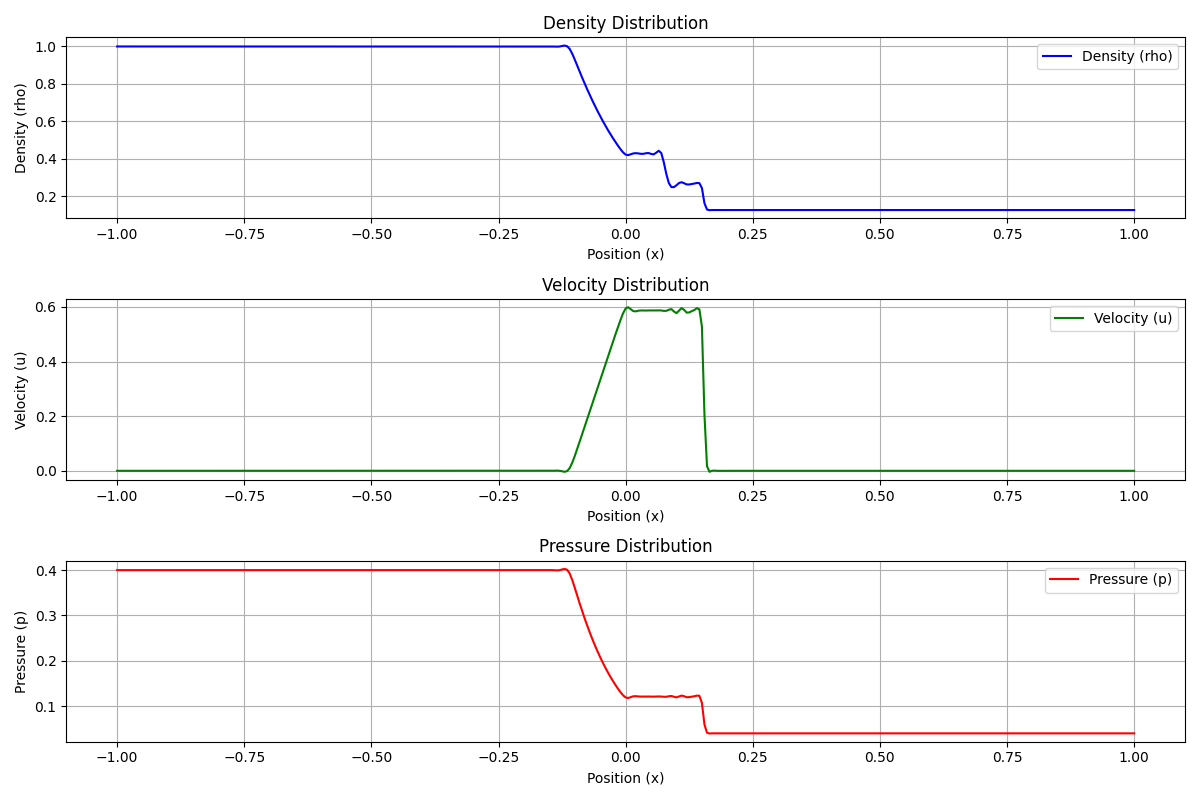 Density Distribution
Density (rho)
1.0
0.8
0.6
0.4
0.2
Density (rho)
−1.00 −0.75 −0.50 −0.25 0.00 0.25 0.50 0.75 1.00
Position (x)
Velocity Distribution
Velocity (u)
0.6
0.4
0.2
0.0
Velocity (u)
−1.00 −0.75 −0.50 −0.25 0.00 0.25 0.50 0.75 1.00
Position (x)
Pressure Distribution
Pressure (p)
0.4
0.3
0.2
0.1
Pressure (p)
−1.00 −0.75 −0.50 −0.25 0.00 0.25 0.50 0.75 1.00
Position (x)